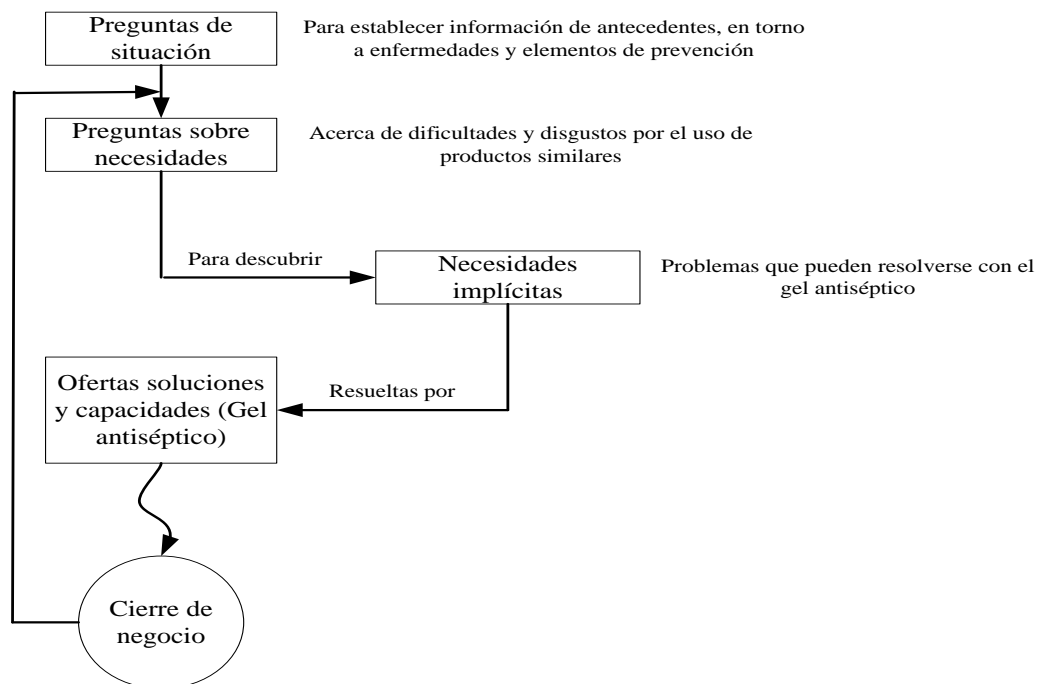 Preguntas de
situación
Para establecer información de antecedentes, en torno
a enfermedades y elementos de prevención
Preguntas sobre
necesidades
Acerca de dificultades y disgustos por el uso de
productos similares
Para descubrir
Necesidades
implícitas
Problemas que pueden resolverse con el
gel antiséptico
Ofertas soluciones
y capacidades (Gel
antiséptico)
Resueltas por
Cierre de
negocio